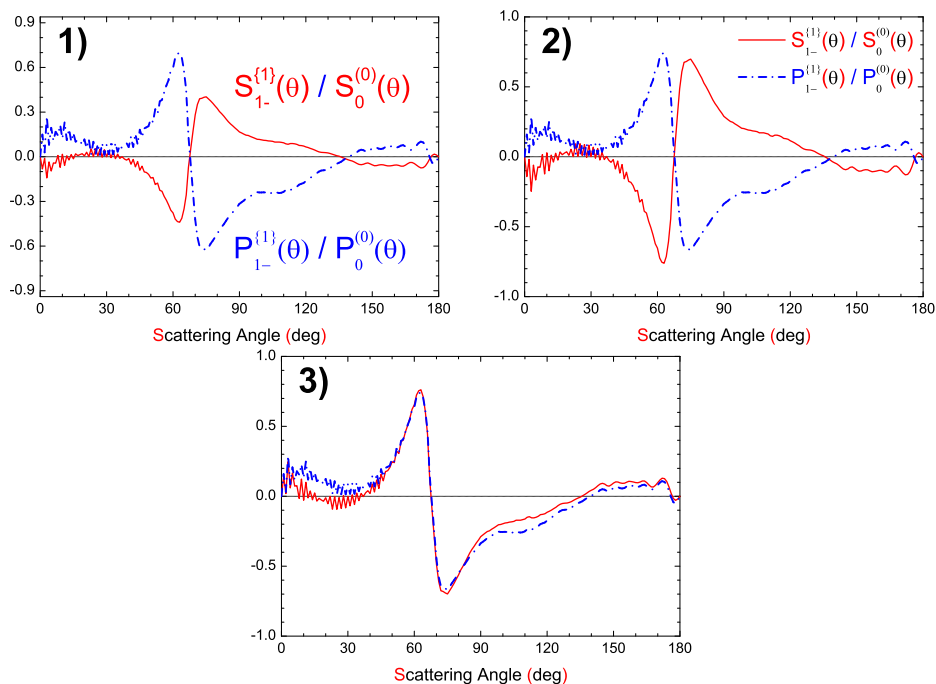 1)
0.9
0.6
0.3
0.0
-0.3
-0.6
-0.9
S₁₋^{1}(θ) / S₀^(0)(θ)
P₁₋^{1}(θ) / P₀^(0)(θ)
0 30 60 90 120 150 180
Scattering Angle (deg)
2)
1.0
0.5
0.0
-0.5
-1.0
S₁₋^{1}(θ) / S₀^(0)(θ)
P₁₋^{1}(θ) / P₀^(0)(θ)
0 30 60 90 120 150 180
Scattering Angle (deg)
3)
1.0
0.5
0.0
-0.5
-1.0
0 30 60 90 120 150 180
Scattering Angle (deg)